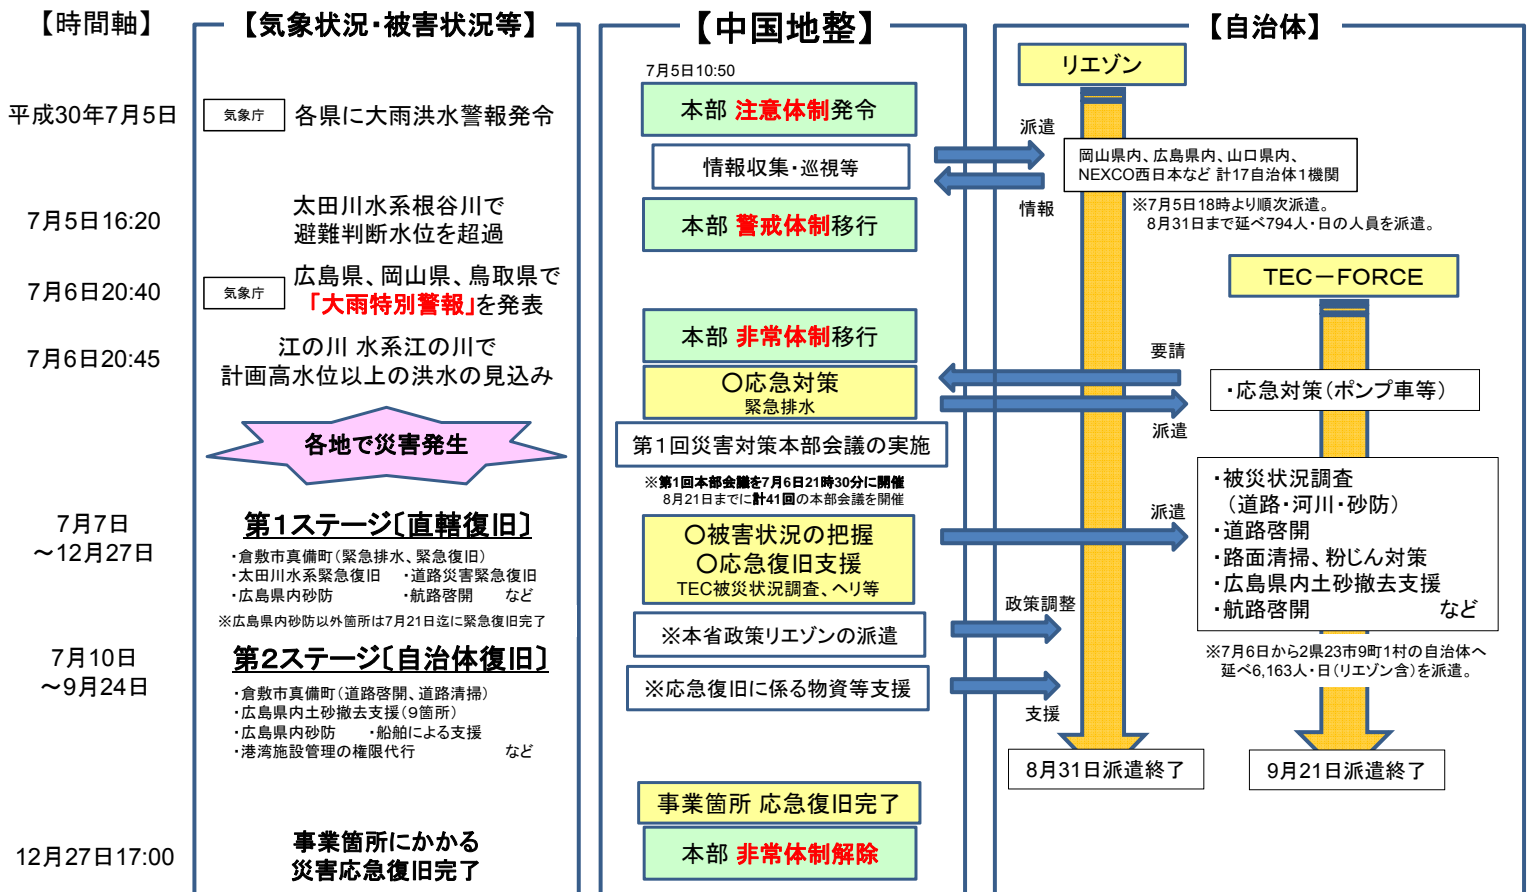 【時間軸】
平成30年7月5日
7月5日16:20
7月6日20:40
7月6日20:45
7月7日
～12月27日
7月10日
～9月24日
12月27日17:00
【気象状況・被害状況等】
気象庁
各県に大雨洪水警報発令
太田川水系根谷川で
避難判断水位を超過
気象庁
広島県、岡山県、鳥取県で
「大雨特別警報」を発表
江の川 水系江の川で
計画高水位以上の洪水の見込み
各地で災害発生
第1ステージ〔直轄復旧〕
・倉敷市真備町（緊急排水、緊急復旧）
・太田川水系緊急復旧 ・道路災害緊急復旧
・広島県内砂防 ・航路啓開 など
※広島県内砂防以外箇所は7月21日迄に緊急復旧完了
第2ステージ〔自治体復旧〕
・倉敷市真備町（道路啓開、道路清掃）
・広島県内土砂撤去支援（9箇所）
・広島県内砂防 ・船舶による支援
・港湾施設管理の権限代行 など
事業箇所にかかる
災害応急復旧完了
【中国地整】
7月5日10:50
本部 注意体制発令
情報収集・巡視等
本部 警戒体制移行
本部 非常体制移行
○応急対策
緊急排水
第1回災害対策本部会議の実施
※第1回本部会議を7月6日21時30分に開催
8月21日までに計41回の本部会議を開催
○被害状況の把握
○応急復旧支援
TEC被災状況調査、ヘリ等
※本省政策リエゾンの派遣
※応急復旧に係る物資等支援
事業箇所 応急復旧完了
本部 非常体制解除
【自治体】
リエゾン
派遣
情報
岡山県内、広島県内、山口県内、
NEXCO西日本など 計17自治体1機関
※7月5日18時より順次派遣。
8月31日まで延べ794人・日の人員を派遣。
TEC－FORCE
要請
派遣
・応急対策（ポンプ車等）
派遣
・被災状況調査
（道路・河川・砂防）
・道路啓開
・路面清掃、粉じん対策
・広島県内土砂撤去支援
・航路啓開 など
※7月6日から2県23市9町1村の自治体へ
延べ6,163人・日（リエゾン含）を派遣。
政策調整
支援
8月31日派遣終了
9月21日派遣終了